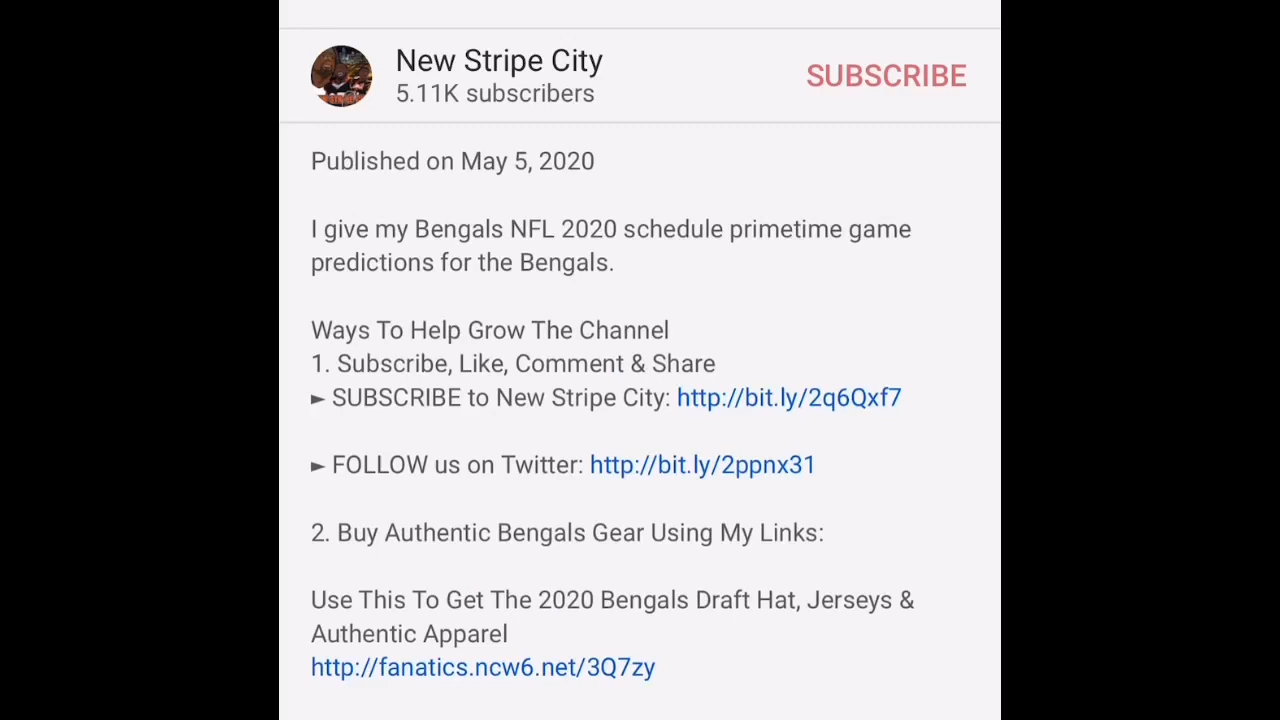 New Stripe City
5.11K subscribers
SUBSCRIBE
Published on May 5, 2020
I give my Bengals NFL 2020 schedule primetime game
predictions for the Bengals.
Ways To Help Grow The Channel
1. Subscribe, Like, Comment & Share
► SUBSCRIBE to New Stripe City: http://bit.ly/2q6Qxf7
► FOLLOW us on Twitter: http://bit.ly/2ppnx31
2. Buy Authentic Bengals Gear Using My Links:
Use This To Get The 2020 Bengals Draft Hat, Jerseys &
Authentic Apparel
http://fanatics.ncw6.net/3Q7zy